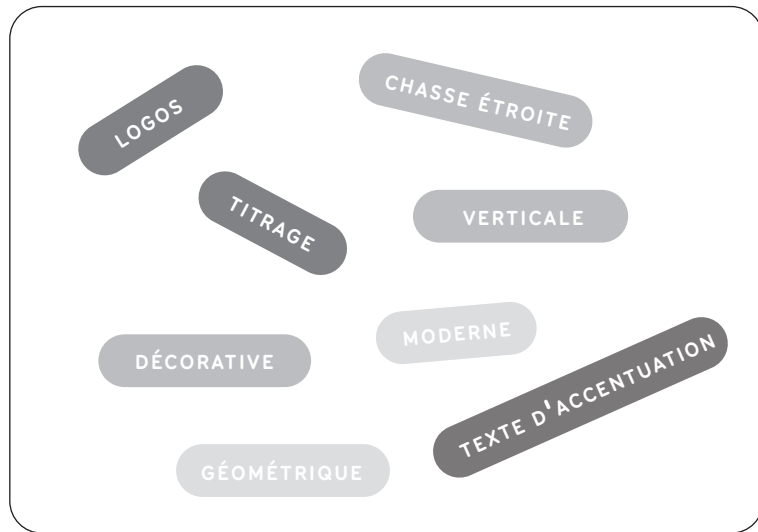 LOGOS
CHASSE ÉTROITE
TITRAGE
VERTICALE
MODERNE
DÉCORATIVE
TEXTE D'ACCENTUATION
GÉOMÉTRIQUE